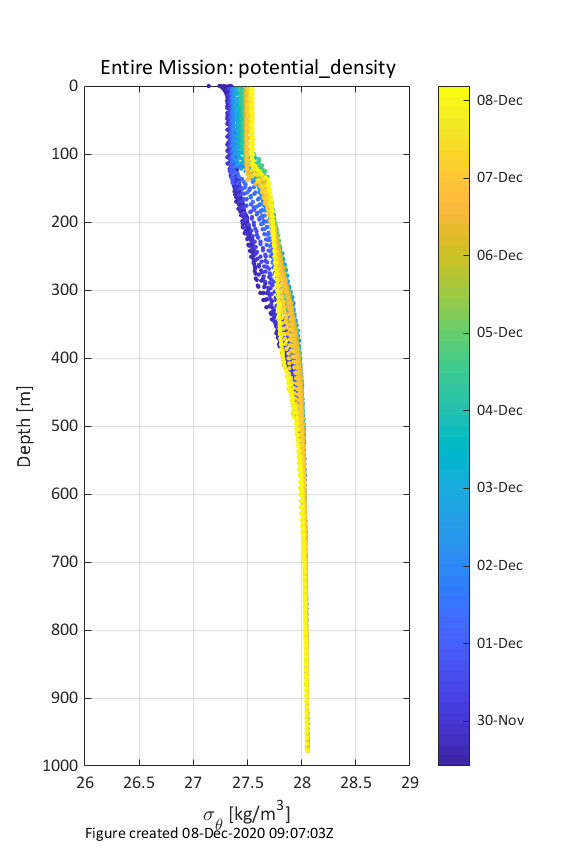 Entire Mission: potential_density
0
100
200
300
400
500
600
700
800
900
1000
Depth [m]
26
26.5
27
27.5
28
28.5
29
σθ [kg/m³]
08-Dec
07-Dec
06-Dec
05-Dec
04-Dec
03-Dec
02-Dec
01-Dec
30-Nov
Figure created 08-Dec-2020 09:07:03Z